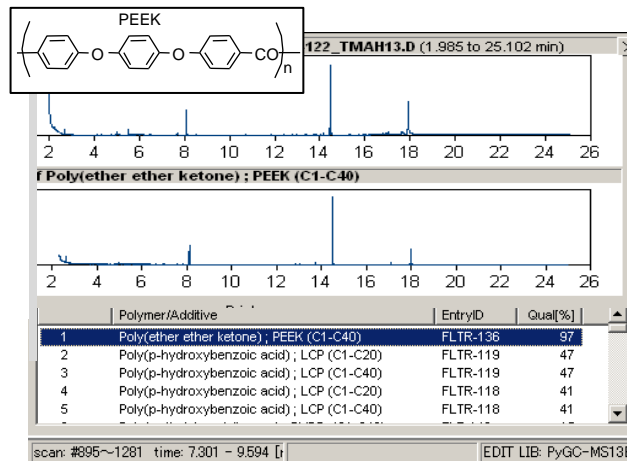 PEEK
O
O
CO
n
122_TMAH13.D (1.985 to 25.102 min)
2 4 6 8 10 12 14 16 18 20 22 24 26
f Poly(ether ether ketone) ; PEEK (C1-C40)
2 4 6 8 10 12 14 16 18 20 22 24 26
Polymer/Additive EntryID Qual[%]
1 Poly(ether ether ketone) ; PEEK (C1-C40) FLTR-136 97
2 Poly(p-hydroxybenzoic acid) ; LCP (C1-C20) FLTR-119 47
3 Poly(p-hydroxybenzoic acid) ; LCP (C1-C40) FLTR-119 47
4 Poly(p-hydroxybenzoic acid) ; LCP (C1-C20) FLTR-118 41
5 Poly(p-hydroxybenzoic acid) ; LCP (C1-C40) FLTR-118 41
scan: #895~1281 time: 7.301 - 9.594 [r EDIT LIB: PyGC-MS13E